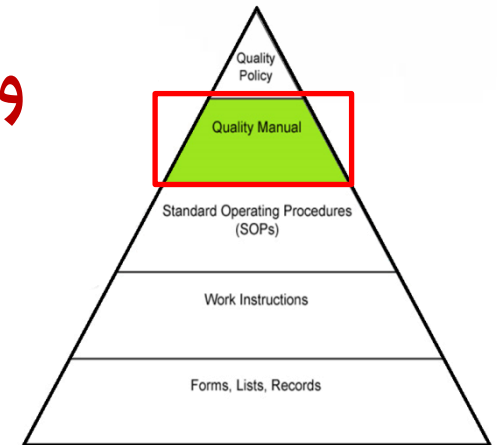 و
Quality
Policy
Quality Manual
Standard Operating Procedures
(SOPs)
Work Instructions
Forms, Lists, Records